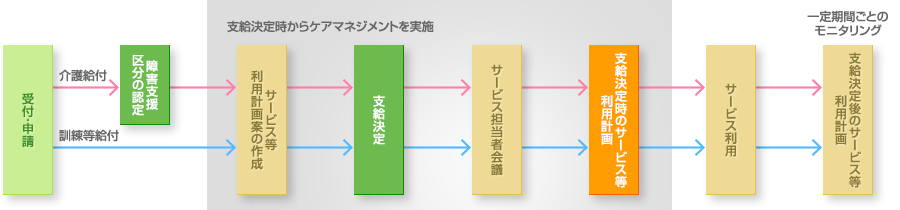 支給決定時からケアマネジメントを実施
一定期間ごとの
モニタリング
受付・申請
介護給付
訓練等給付
障害支援
区分の認定
サービス等
利用計画案の作成
支給決定
サービス担当者会議
支給決定時のサービス等
利用計画
サービス利用
支給決定後のサービス等
利用計画